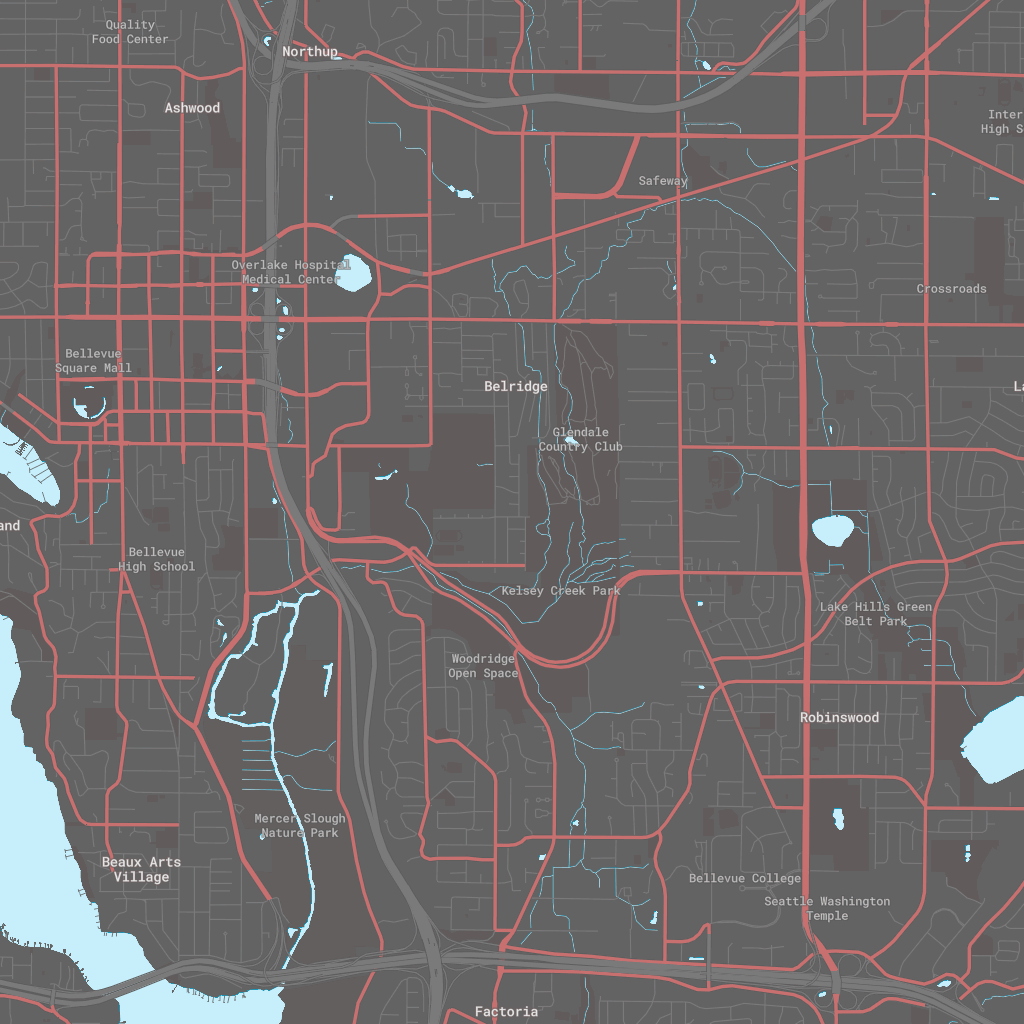 Quality
Food Center
Northup
Ashwood
Safeway
Overlake Hospital
Medical Center
Crossroads
Bellevue
Square Mall
Belridge
Glendale
Country Club
Bellevue
High School
Kelsey Creek Park
Lake Hills Green
Belt Park
Woodridge
Open Space
Robinswood
Mercer Slough
Nature Park
Beaux Arts
Village
Bellevue College
Seattle Washington
Temple
Factoria